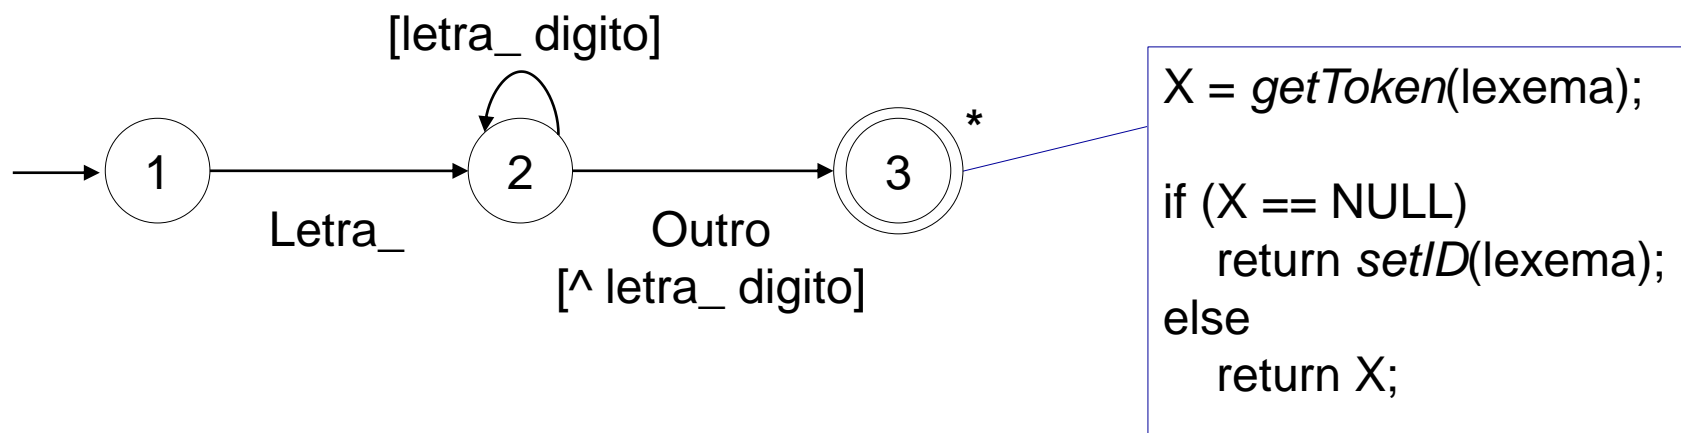 [letra_ digito]
1
2
3
*
Letra_
Outro
[^ letra_ digito]
X = getToken(lexema);
if (X == NULL)
return setID(lexema);
else
return X;